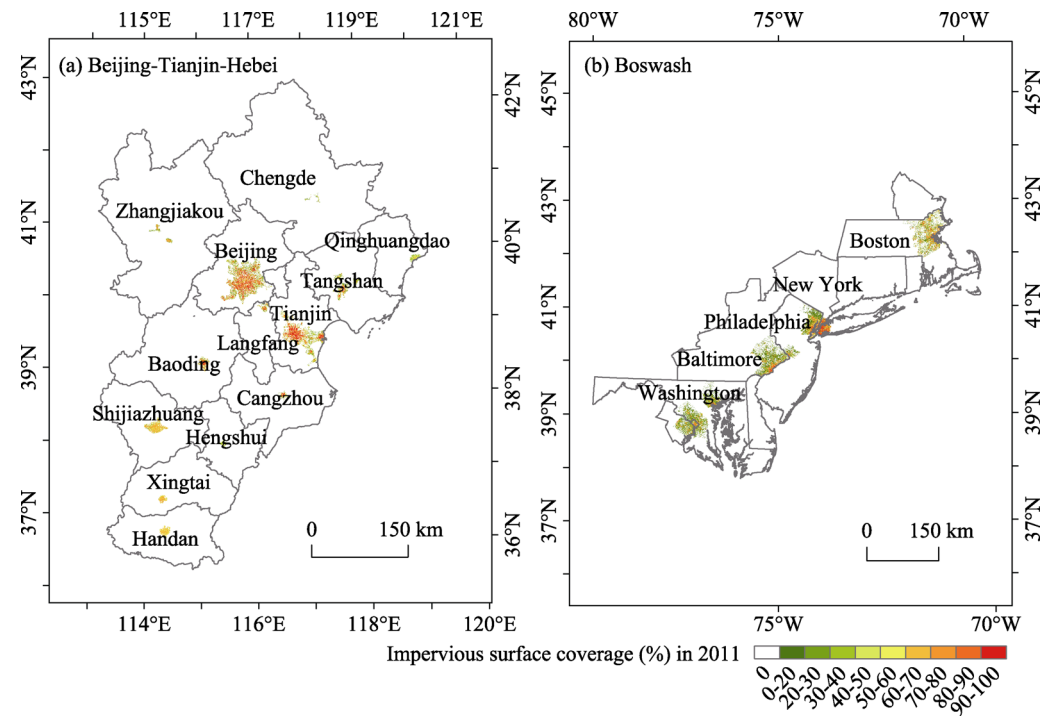 115°E 117°E 119°E 121°E
80°W 75°W 70°W
(a) Beijing-Tianjin-Hebei
(b) Boswash
43°N
42°N
45°N
45°N
Chengde
Zhangjiakou
43°N
43°N
41°N
40°N
Beijing
Qinghuangdao
Boston
Tangshan
New York
Tianjin
41°N
41°N
Philadelphia
Langfang
39°N
Baoding
Baltimore
38°N
Cangzhou
Washington
39°N
39°N
Shijiazhuang
Hengshui
Xingtai
37°N
36°N
37°N
37°N
Handan
0 150 km
0 150 km
114°E 116°E 118°E 120°E
75°W 70°W
Impervious surface coverage (%) in 2011
0
0-20
20-30
30-40
40-50
50-60
60-70
70-80
80-90
90-100